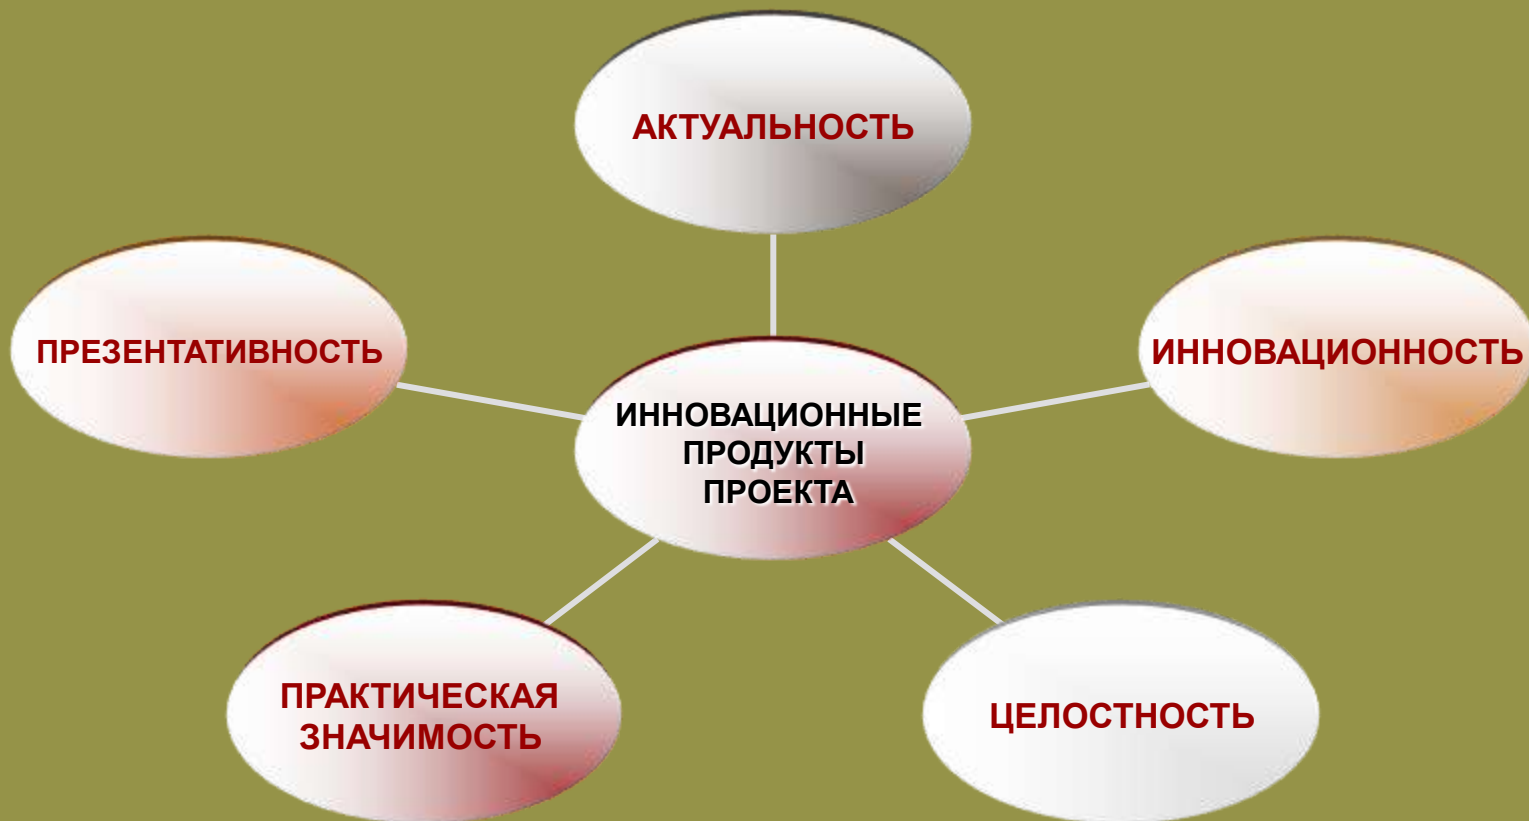 АКТУАЛЬНОСТЬ
ПРЕЗЕНТАТИВНОСТЬ
ИННОВАЦИОННОСТЬ
ИННОВАЦИОННЫЕ
ПРОДУКТЫ
ПРОЕКТА
ПРАКТИЧЕСКАЯ
ЗНАЧИМОСТЬ
ЦЕЛОСТНОСТЬ